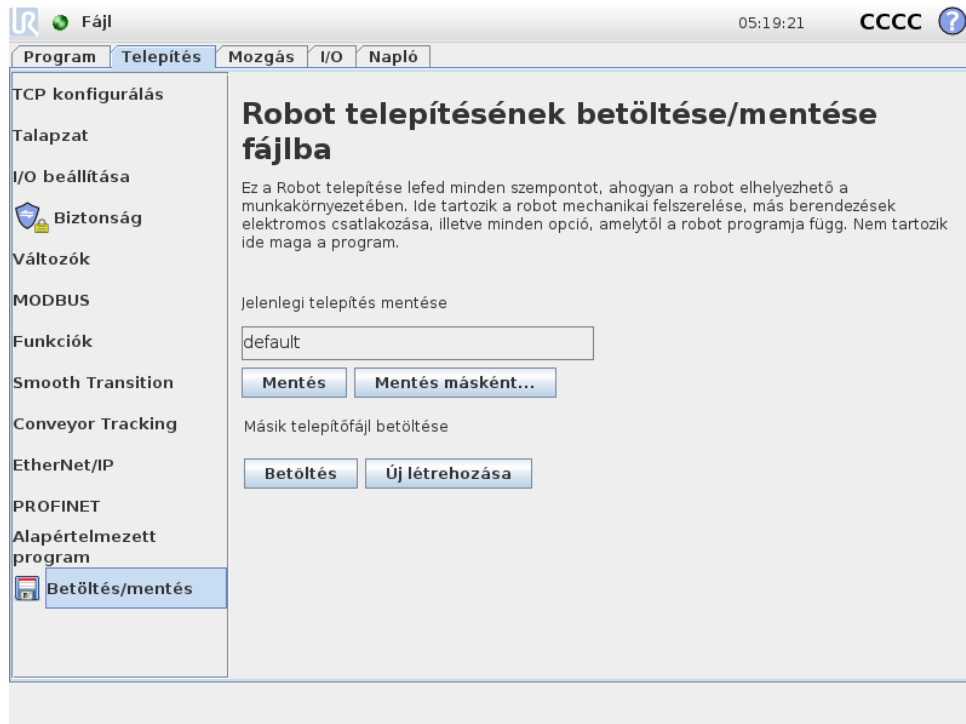 UR Fájl 05:19:21 CCCC ?
Program Telepítés Mozgás I/O Napló
TCP konfigurálás
Talapzat
I/O beállítása
Biztonság
Változók
MODBUS
Funkciók
Smooth Transition
Conveyor Tracking
EtherNet/IP
PROFINET
Alapértelmezett
program
Betöltés/mentés
Robot telepítésének betöltése/mentése
fájlba
Ez a Robot telepítése lefed minden szempontot, ahogyan a robot elhelyezhető a
munkakörnyezetében. Ide tartozik a robot mechanikai felszerelése, más berendezések
elektromos csatlakozása, illetve minden opció, amelytől a robot programja függ. Nem tartozik
ide maga a program.
Jelenlegi telepítés mentése
default
Mentés Mentés másként...
Másik telepítőfájl betöltése
Betöltés Új létrehozása